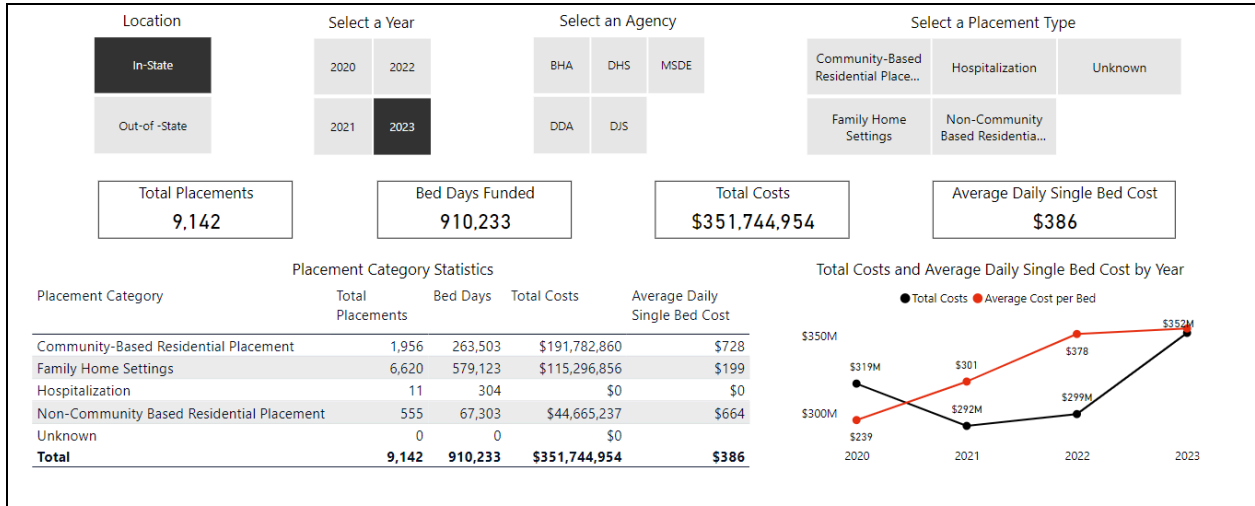 Location
Select a Year
Select an Agency
Select a Placement Type
In-State
2020
2022
BHA
DHS
MSDE
Community-Based
Residential Place...
Hospitalization
Unknown
Out-of -State
2021
2023
DDA
DJS
Family Home
Settings
Non-Community
Based Residentia...
Total Placements
9,142
Bed Days Funded
910,233
Total Costs
$351,744,954
Average Daily Single Bed Cost
$386
Placement Category Statistics
Placement Category Total Placements Bed Days Total Costs Average Daily Single Bed Cost
Community-Based Residential Placement 1,956 263,503 $191,782,860 $728
Family Home Settings 6,620 579,123 $115,296,856 $199
Hospitalization 11 304 $0 $0
Non-Community Based Residential Placement 555 67,303 $44,665,237 $664
Unknown 0 0 $0
Total 9,142 910,233 $351,744,954 $386
Total Costs and Average Daily Single Bed Cost by Year
Total Costs Average Cost per Bed
$350M
$300M
$319M
$239
$301
$292M
$378
$299M
$352M
2020 2021 2022 2023